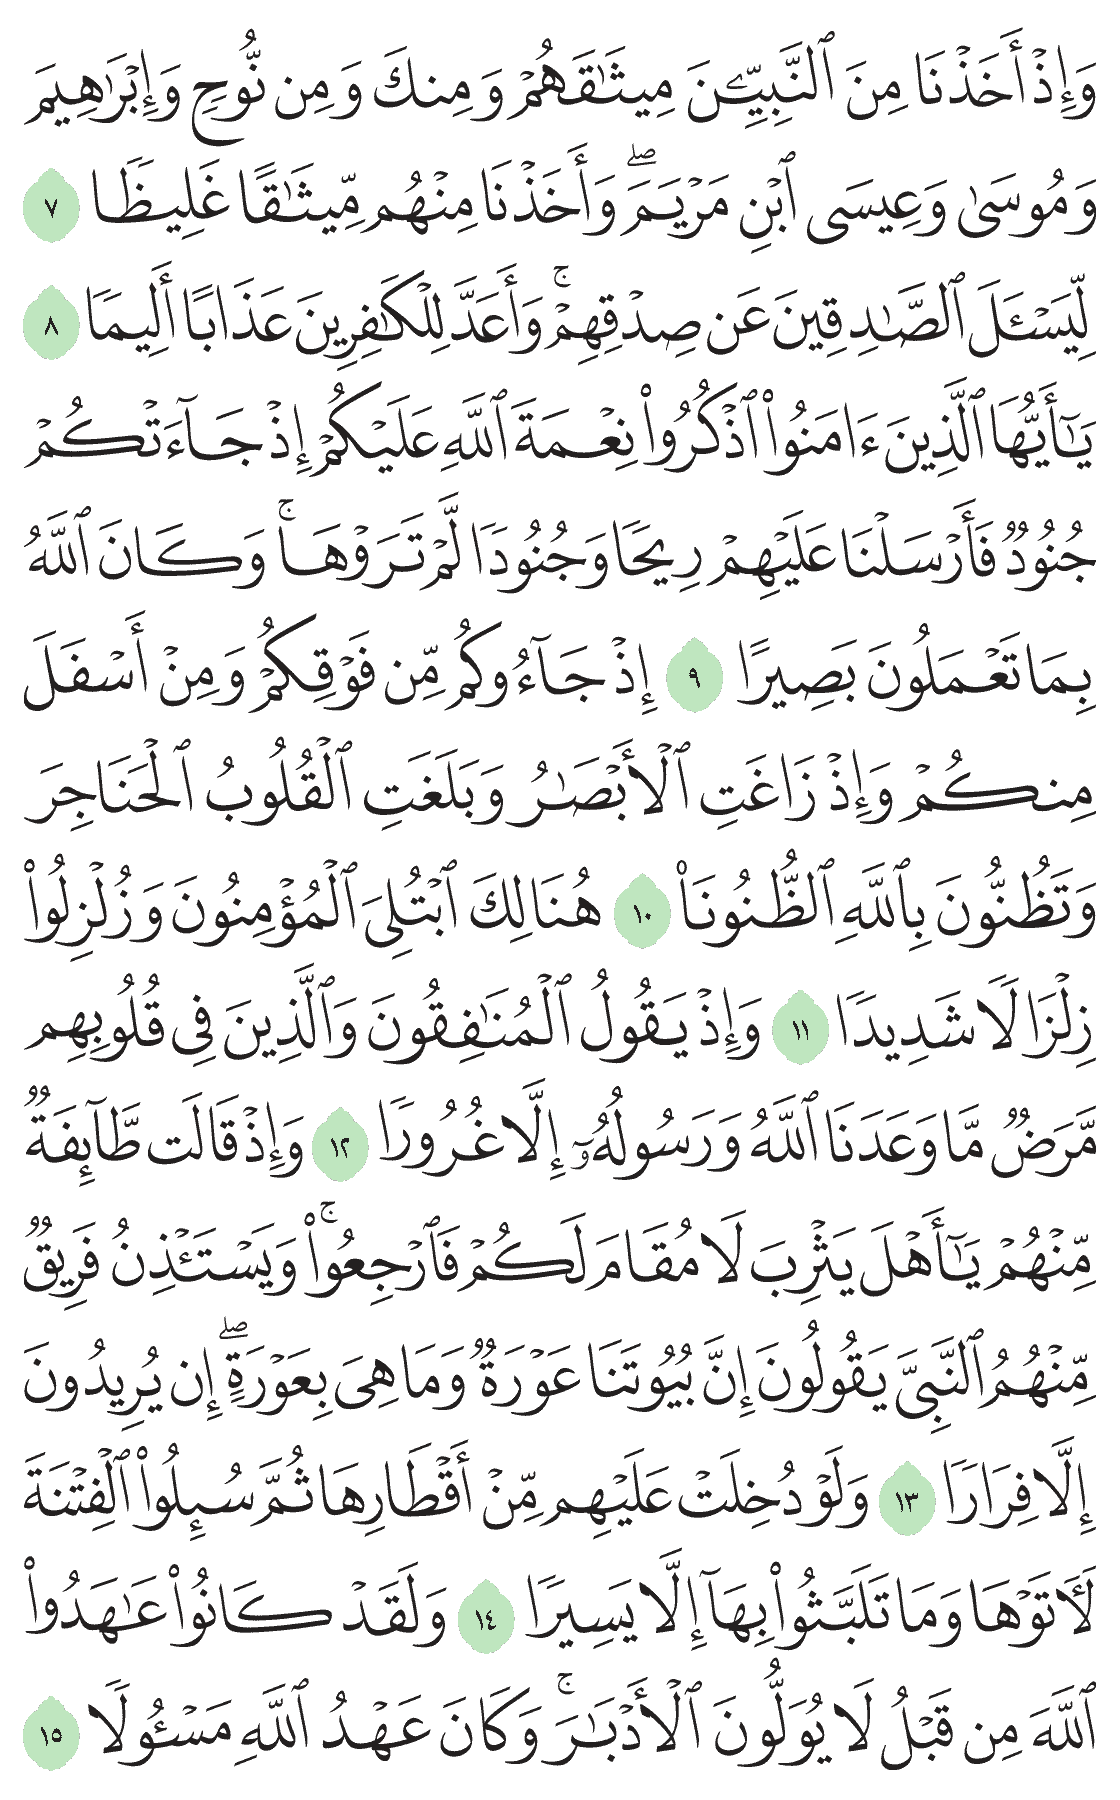 وَإِذْ أَخَذْنَا مِنَ ٱلنَّبِيِّـۧنَ مِيثَـٰقَهُمْ وَمِنكَ وَمِن نُّوحٍ وَإِبْرَٰهِيمَ
وَمُوسَىٰ وَعِيسَى ٱبْنِ مَرْيَمَ ۖ وَأَخَذْنَا مِنْهُم مِّيثَـٰقًا غَلِيظًا ٧
لِّيَسْـَٔلَ ٱلصَّـٰدِقِينَ عَن صِدْقِهِمْ ۚ وَأَعَدَّ لِلْكَـٰفِرِينَ عَذَابًا أَلِيمًا ٨
يَـٰٓأَيُّهَا ٱلَّذِينَ ءَامَنُوا۟ ٱذْكُرُوا۟ نِعْمَةَ ٱللَّهِ عَلَيْكُمْ إِذْ جَآءَتْكُمْ
جُنُودٌ فَأَرْسَلْنَا عَلَيْهِمْ رِيحًا وَجُنُودًا لَّمْ تَرَوْهَا ۚ وَكَانَ ٱللَّهُ
بِمَا تَعْمَلُونَ بَصِيرًا ٩ إِذْ جَآءُوكُم مِّن فَوْقِكُمْ وَمِنْ أَسْفَلَ
مِنكُمْ وَإِذْ زَاغَتِ ٱلْأَبْصَـٰرُ وَبَلَغَتِ ٱلْقُلُوبُ ٱلْحَنَاجِرَ
وَتَظُنُّونَ بِٱللَّهِ ٱلظُّنُونَا۠ ١٠ هُنَالِكَ ٱبْتُلِىَ ٱلْمُؤْمِنُونَ وَزُلْزِلُوا۟
زِلْزَالًا شَدِيدًا ١١ وَإِذْ يَقُولُ ٱلْمُنَـٰفِقُونَ وَٱلَّذِينَ فِى قُلُوبِهِم
مَّرَضٌ مَّا وَعَدَنَا ٱللَّهُ وَرَسُولُهُۥٓ إِلَّا غُرُورًا ١٢ وَإِذْ قَالَت طَّآئِفَةٌ
مِّنْهُمْ يَـٰٓأَهْلَ يَثْرِبَ لَا مُقَامَ لَكُمْ فَٱرْجِعُوا۟ ۚ وَيَسْتَـْٔذِنُ فَرِيقٌ
مِّنْهُمُ ٱلنَّبِىَّ يَقُولُونَ إِنَّ بُيُوتَنَا عَوْرَةٌ وَمَا هِىَ بِعَوْرَةٍ ۖ إِن يُرِيدُونَ
إِلَّا فِرَارًا ١٣ وَلَوْ دُخِلَتْ عَلَيْهِم مِّنْ أَقْطَارِهَا ثُمَّ سُئِلُوا۟ ٱلْفِتْنَةَ
لَـَٔاتَوْهَا وَمَا تَلَبَّثُوا۟ بِهَآ إِلَّا يَسِيرًا ١٤ وَلَقَدْ كَانُوا۟ عَـٰهَدُوا۟
ٱللَّهَ مِن قَبْلُ لَا يُوَلُّونَ ٱلْأَدْبَـٰرَ ۚ وَكَانَ عَهْدُ ٱللَّهِ مَسْـُٔولًا ١٥